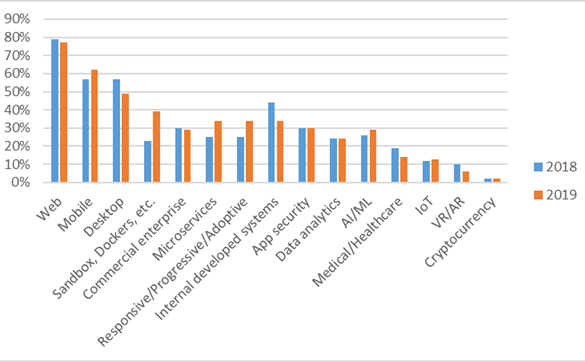 90%
80%
70%
60%
50%
40%
30%
20%
10%
0%
Web
Mobile
Desktop
Sandbox, Dockers, etc.
Commercial enterprise
Microservices
Responsive/Progressive/Adoptive
Internal developed systems
App security
Data analytics
AI/ML
Medical/Healthcare
IoT
VR/AR
Cryptocurrency
2018
2019